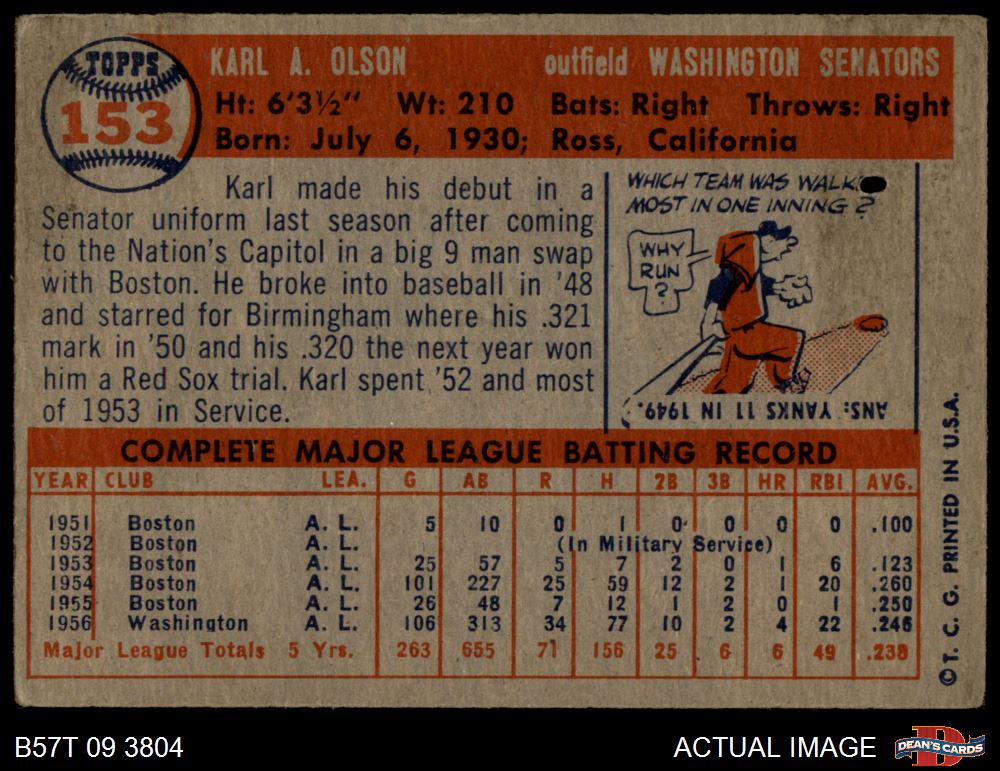 TOPPS
153
KARL A. OLSON outfield WASHINGTON SENATORS
Ht: 6'3½" Wt: 210 Bats: Right Throws: Right
Born: July 6, 1930; Ross, California
Karl made his debut in a
Senator uniform last season after coming
to the Nation's Capitol in a big 9 man swap
with Boston. He broke into baseball in '48
and starred for Birmingham where his .321
mark in '50 and his .320 the next year won
him a Red Sox trial. Karl spent '52 and most
of 1953 in Service.
WHICH TEAM WAS
MOST IN ONE INNING?
WHY
RUN
?
ANS: YANKS 11 IN 1949.
COMPLETE MAJOR LEAGUE BATTING RECORD
YEAR CLUB LEA. G AB R H 2B 3B HR RBI AVG.
1951 Boston A. L. 5 10 0 1 0 0 0 0 .100
1952 Boston A. L. (In Military Service)
1953 Boston A. L. 25 57 5 7 2 0 1 6 .123
1954 Boston A. L. 101 227 25 59 12 2 1 20 .260
1955 Boston A. L. 26 48 7 12 1 2 0 1 .250
1956 Washington A. L. 106 313 34 77 10 2 4 22 .246
Major League Totals 5 Yrs. 263 655 71 156 25 6 6 49 .238
© T. C. G. PRINTED IN U.S.A.
B57T 09 3804 ACTUAL IMAGE
DEAN'S CARDS